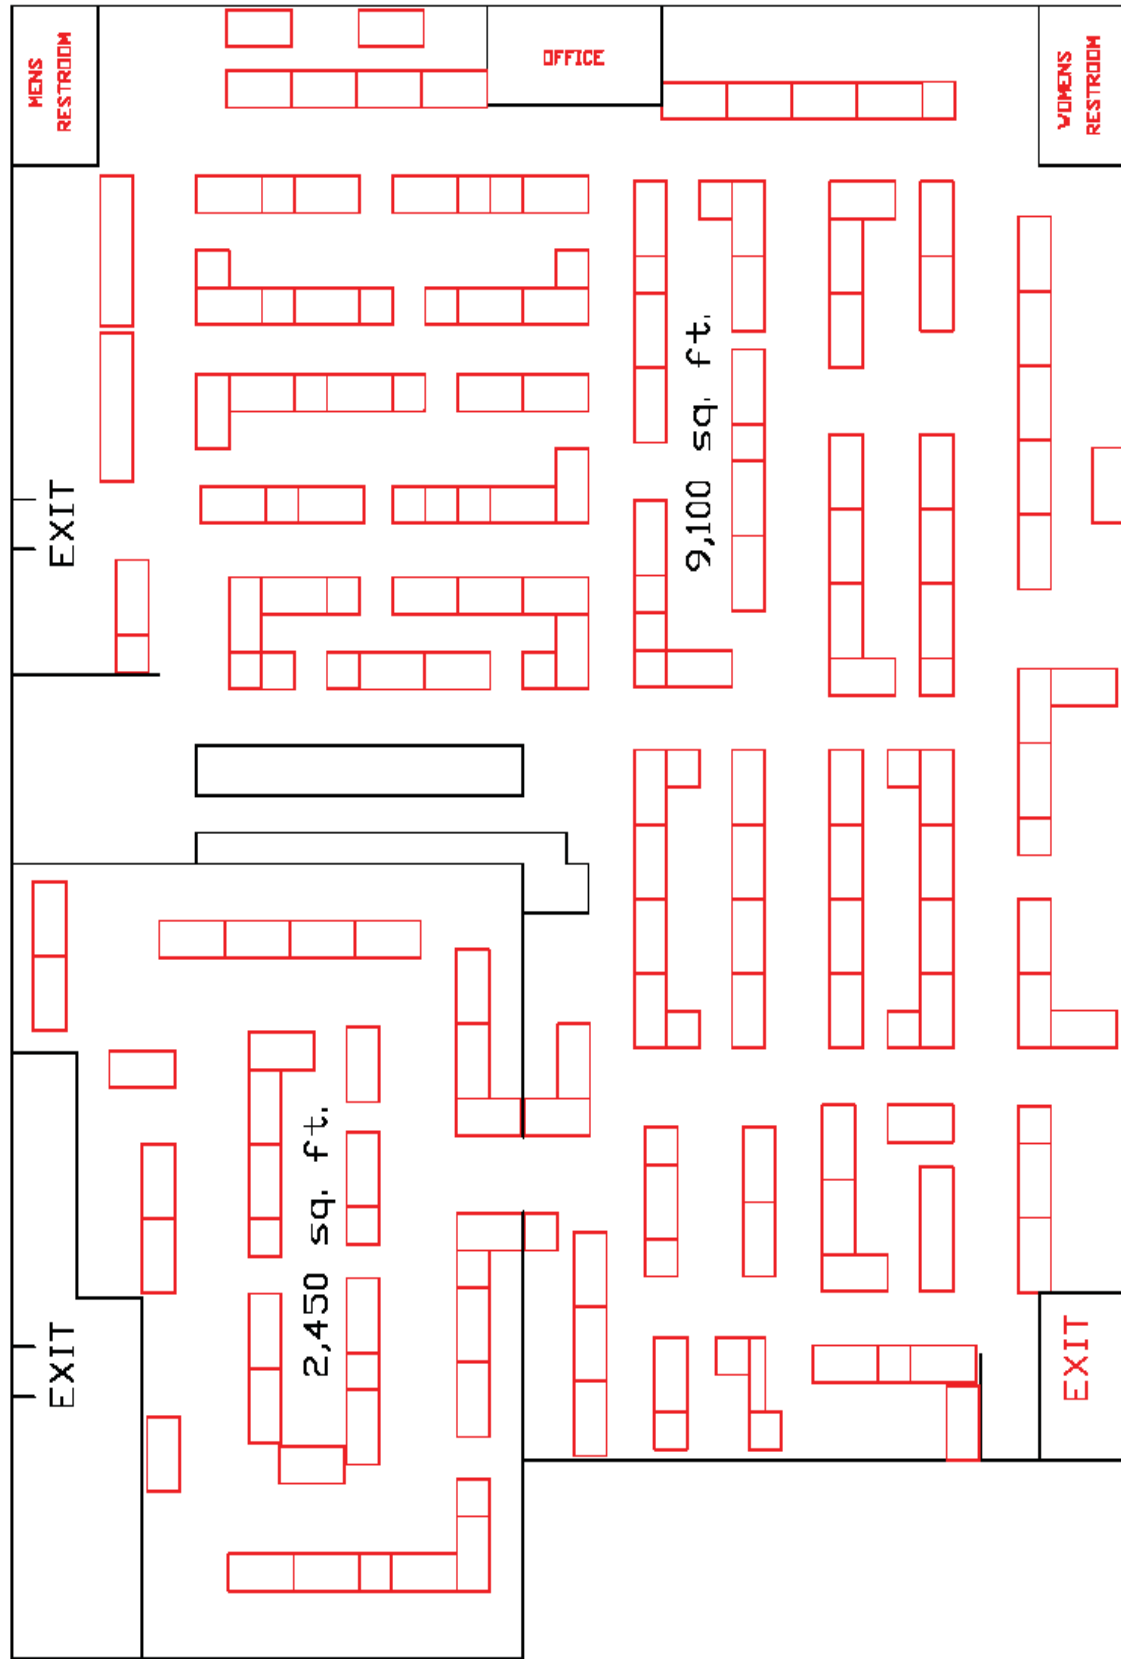 MENS
RESTROOM
OFFICE
WOMENS
RESTROOM
EXIT
9,100 sq. ft.
2,450 sq. ft.
EXIT
EXIT